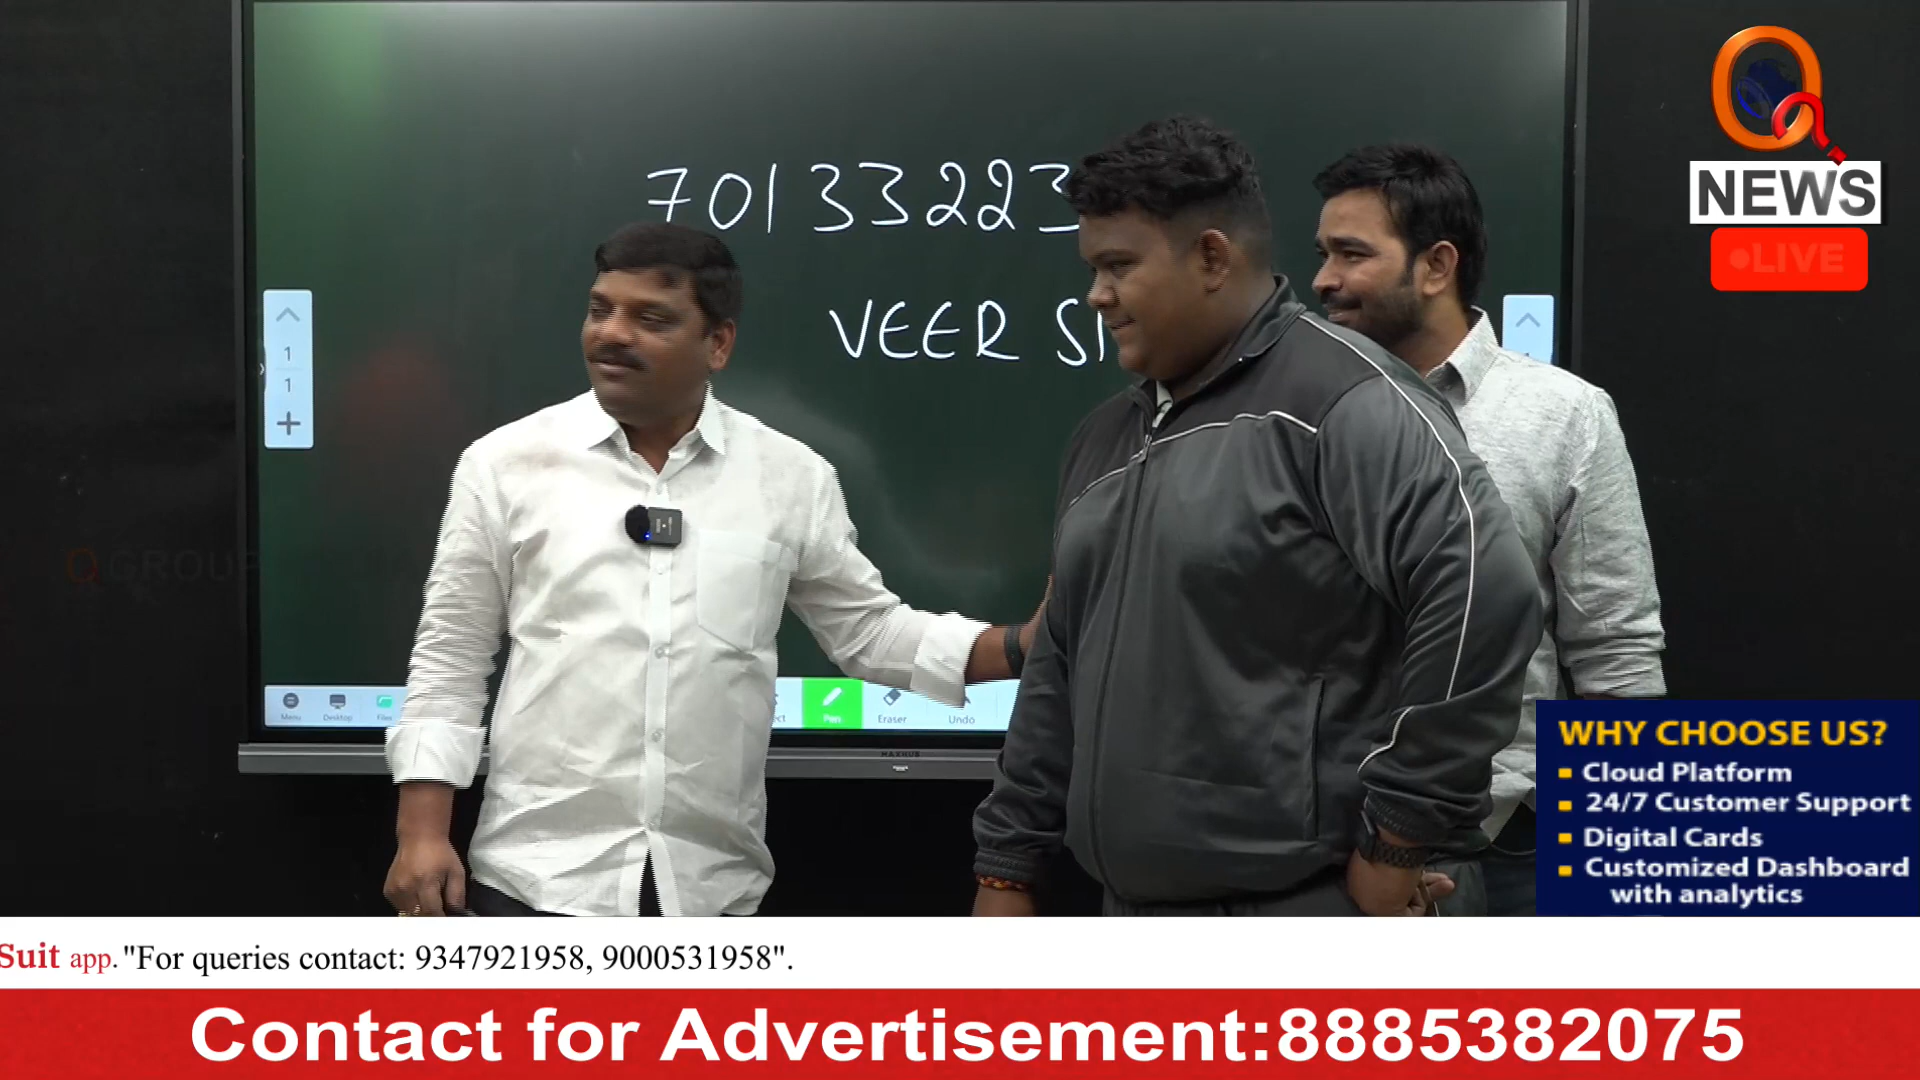 70133223
VEER
NEWS
LIVE
1
1
Menu
Desktop
Files
Pen
Eraser
Undo
MAXHUB
Q GROUP
WHY CHOOSE US?
Cloud Platform
24/7 Customer Support
Digital Cards
Customized Dashboard
with analytics
Suit app. "For queries contact: 9347921958, 9000531958".
Contact for Advertisement:8885382075